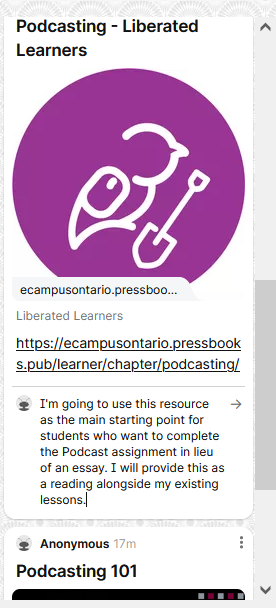 Podcasting - Liberated
Learners
ecampusontario.pressboo...
Liberated Learners
https://ecampusontario.pressbook
s.pub/learner/chapter/podcasting/
I'm going to use this resource
as the main starting point for
students who want to complete
the Podcast assignment in lieu
of an essay. I will provide this as
a reading alongside my existing
lessons.
Anonymous 17m
Podcasting 101